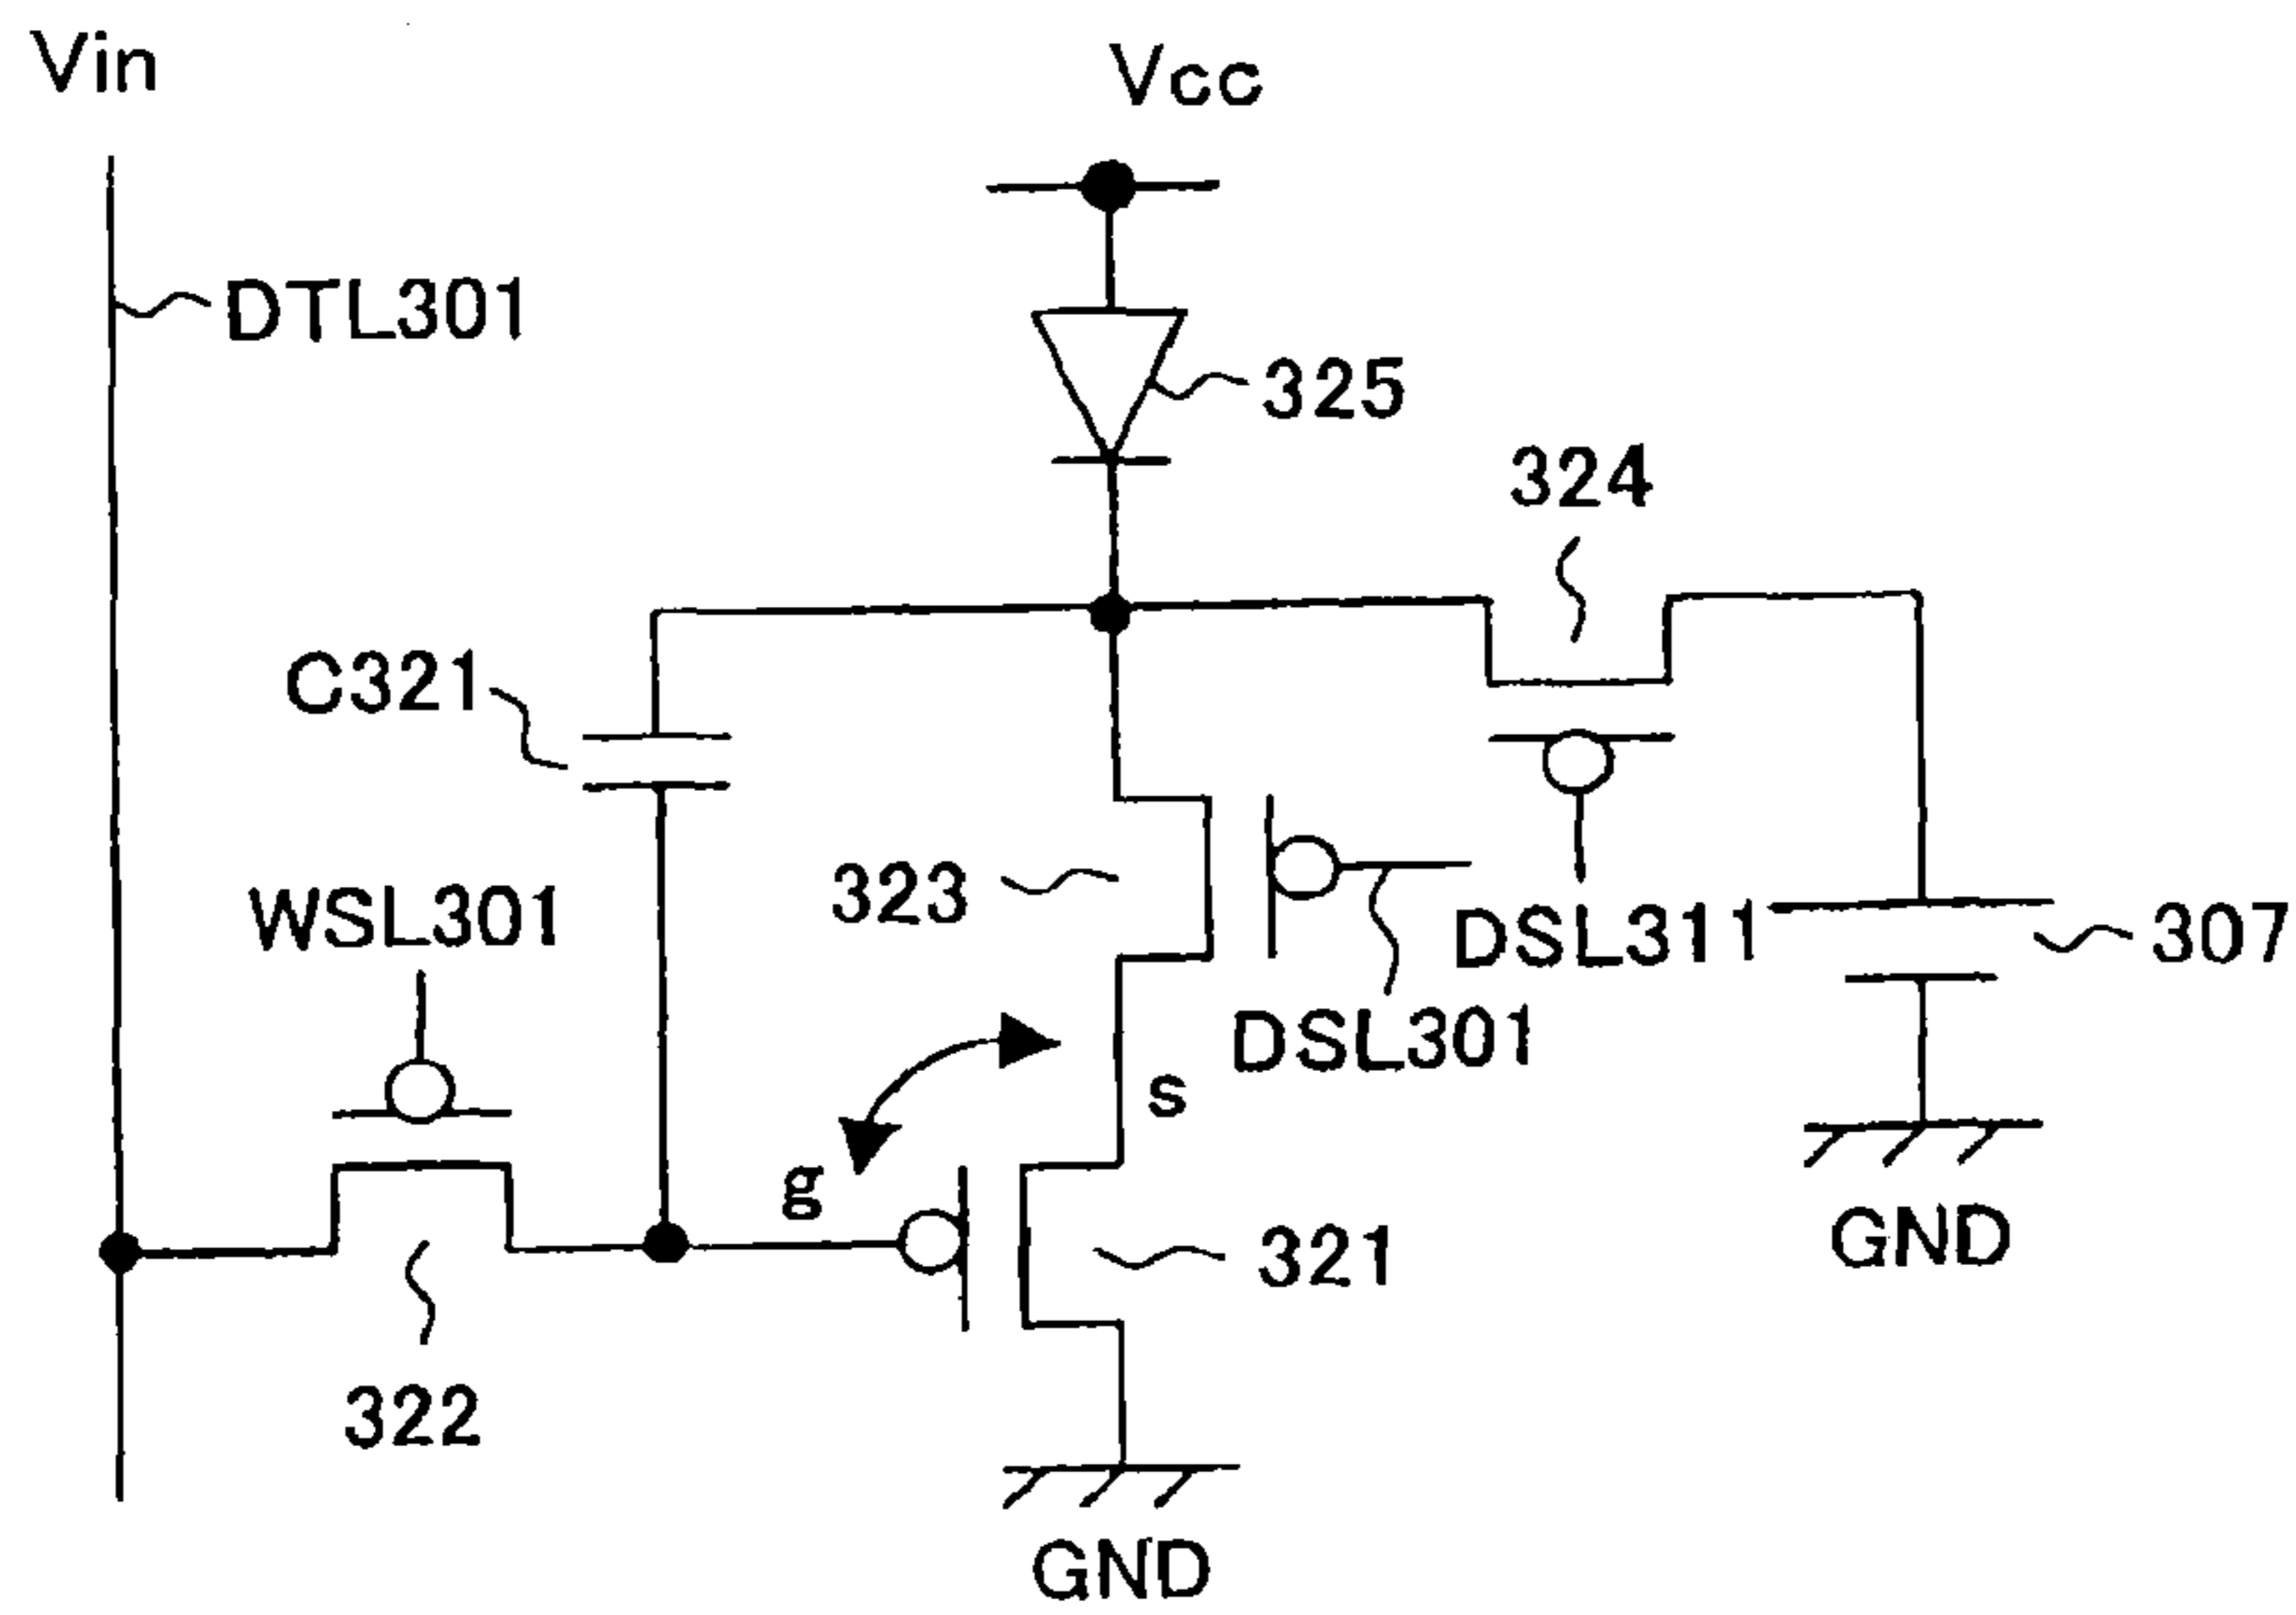 Vin
Vcc
DTL301
325
324
C321
323
WSL301
DSL311
307
DSL301
s
g
321
GND
322
GND